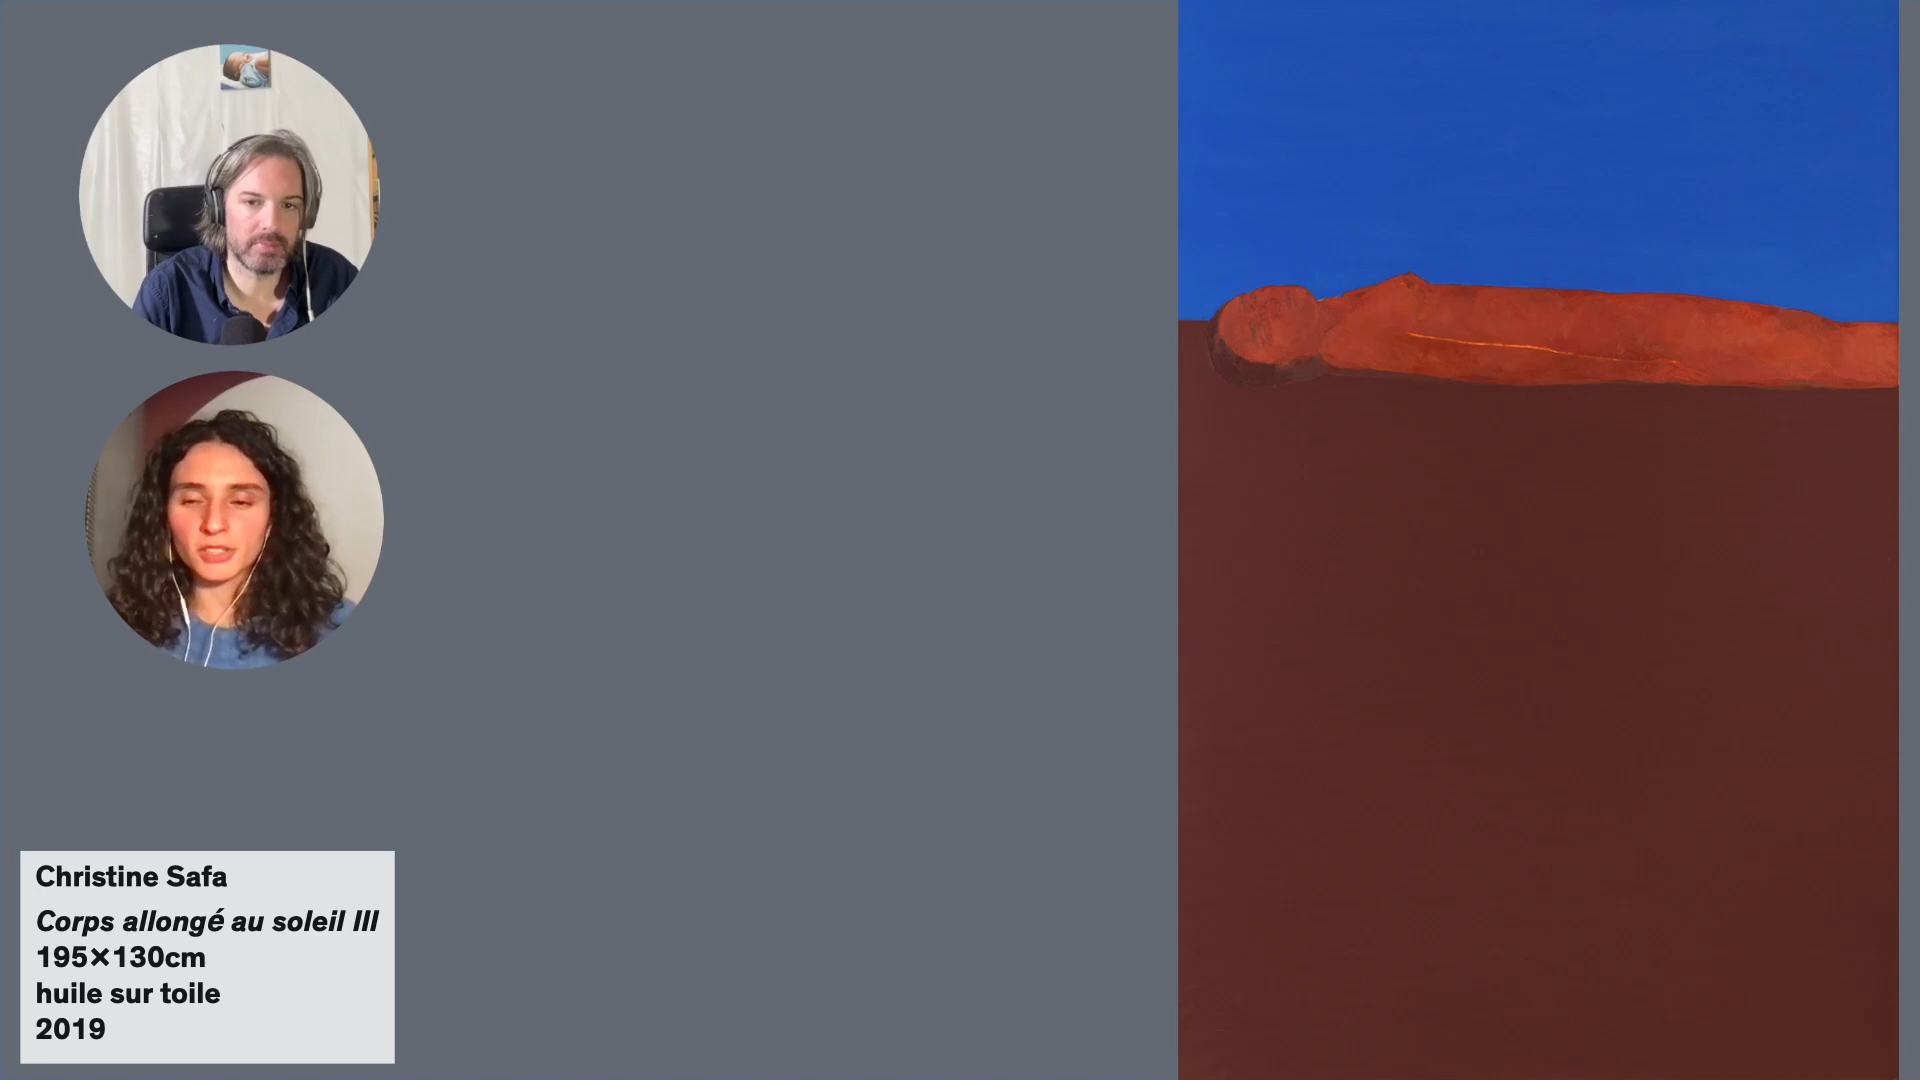 Christine Safa
Corps allongé au soleil III
195×130cm
huile sur toile
2019